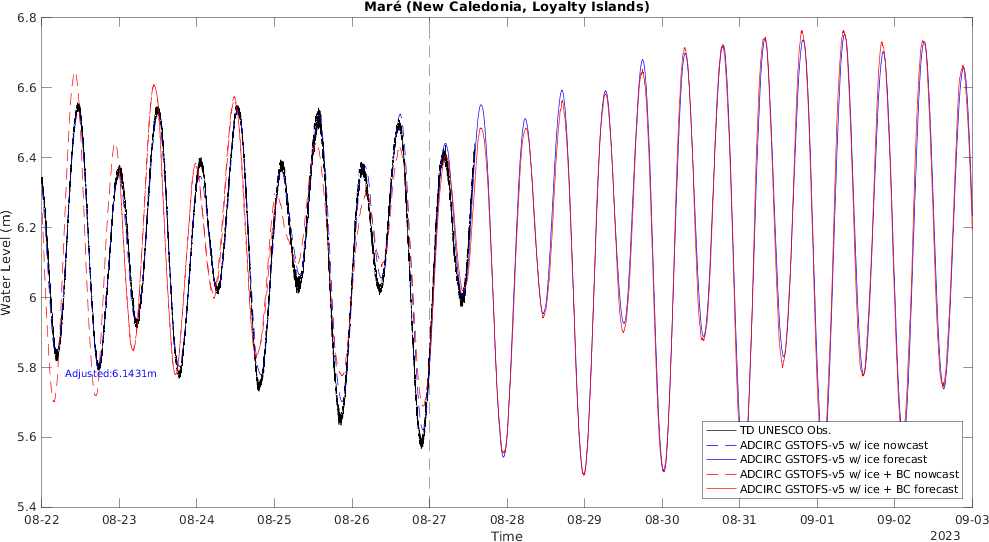 Maré (New Caledonia, Loyalty Islands)
6.8
6.6
6.4
6.2
6
5.8
5.6
5.4
Water Level (m)
Adjusted:6.1431m
TD UNESCO Obs.
ADCIRC GSTOFS-v5 w/ ice nowcast
ADCIRC GSTOFS-v5 w/ ice forecast
ADCIRC GSTOFS-v5 w/ ice + BC nowcast
ADCIRC GSTOFS-v5 w/ ice + BC forecast
08-22 08-23 08-24 08-25 08-26 08-27 08-28 08-29 08-30 08-31 09-01 09-02 09-03
Time
2023